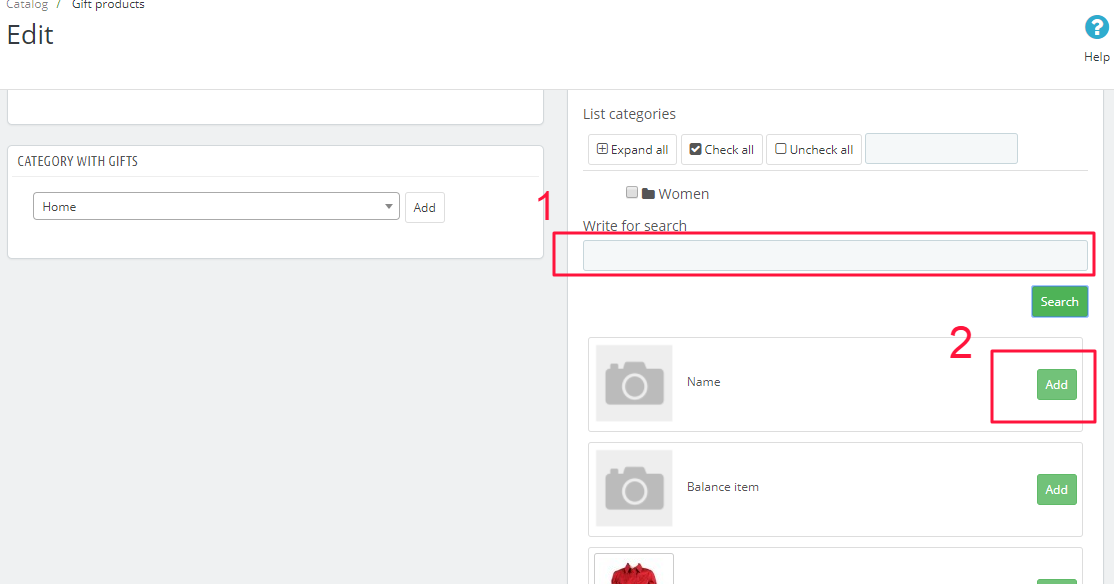 Catalog / Gift products
Edit
Help
CATEGORY WITH GIFTS
Home
Add
List categories
Expand all
Check all
Uncheck all
Women
1
Write for search
Search
2
Name
Add
Balance item
Add